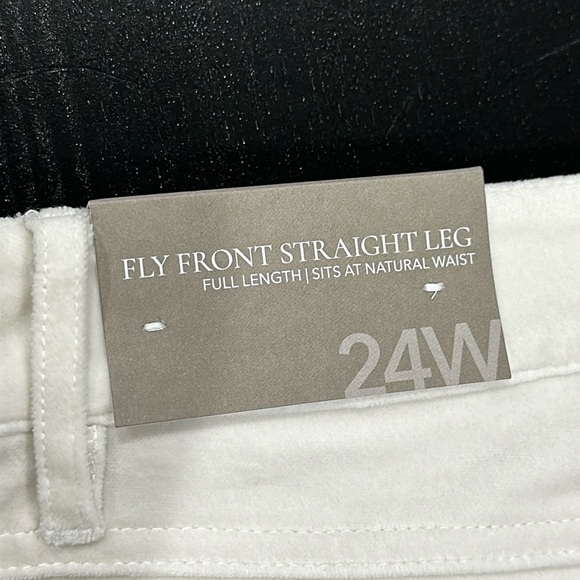 FLY FRONT STRAIGHT LEG
FULL LENGTH | SITS AT NATURAL WAIST
24W